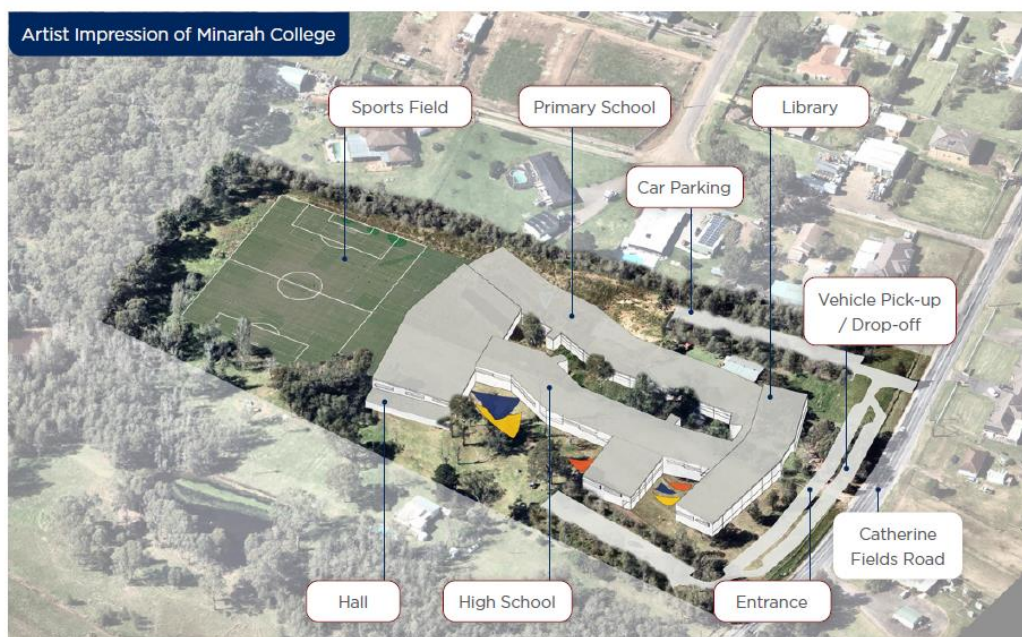 Artist Impression of Minarah College
Sports Field
Primary School
Library
Car Parking
Vehicle Pick-up
/ Drop-off
Catherine
Fields Road
Hall
High School
Entrance